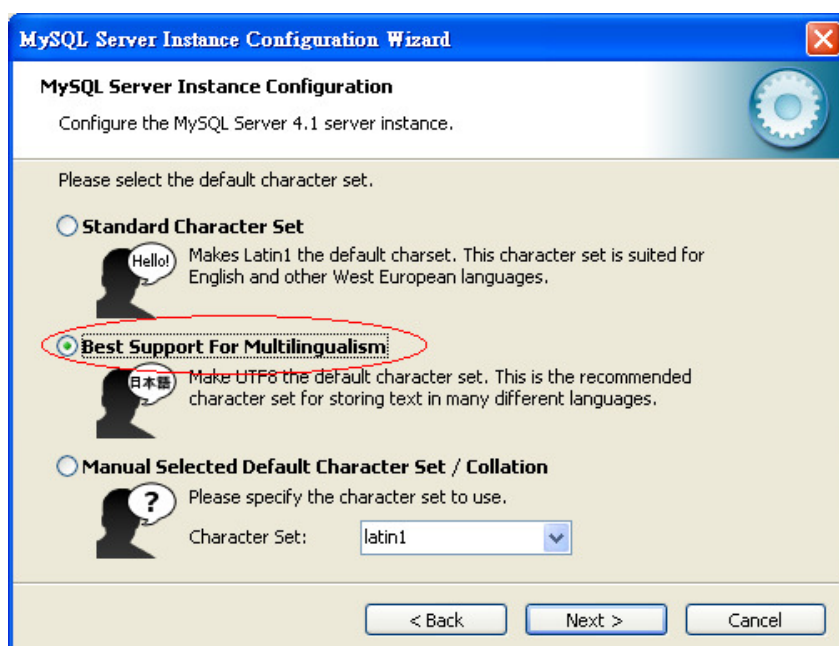 MySQL Server Instance Configuration Wizard
MySQL Server Instance Configuration
Configure the MySQL Server 4.1 server instance.
Please select the default character set.
Standard Character Set
Hello!
Makes Latin1 the default charset. This character set is suited for
English and other West European languages.
Best Support For Multilingualism
日本語
Make UTF8 the default character set. This is the recommended
character set for storing text in many different languages.
Manual Selected Default Character Set / Collation
?
Please specify the character set to use.
Character Set: latin1
< Back Next > Cancel